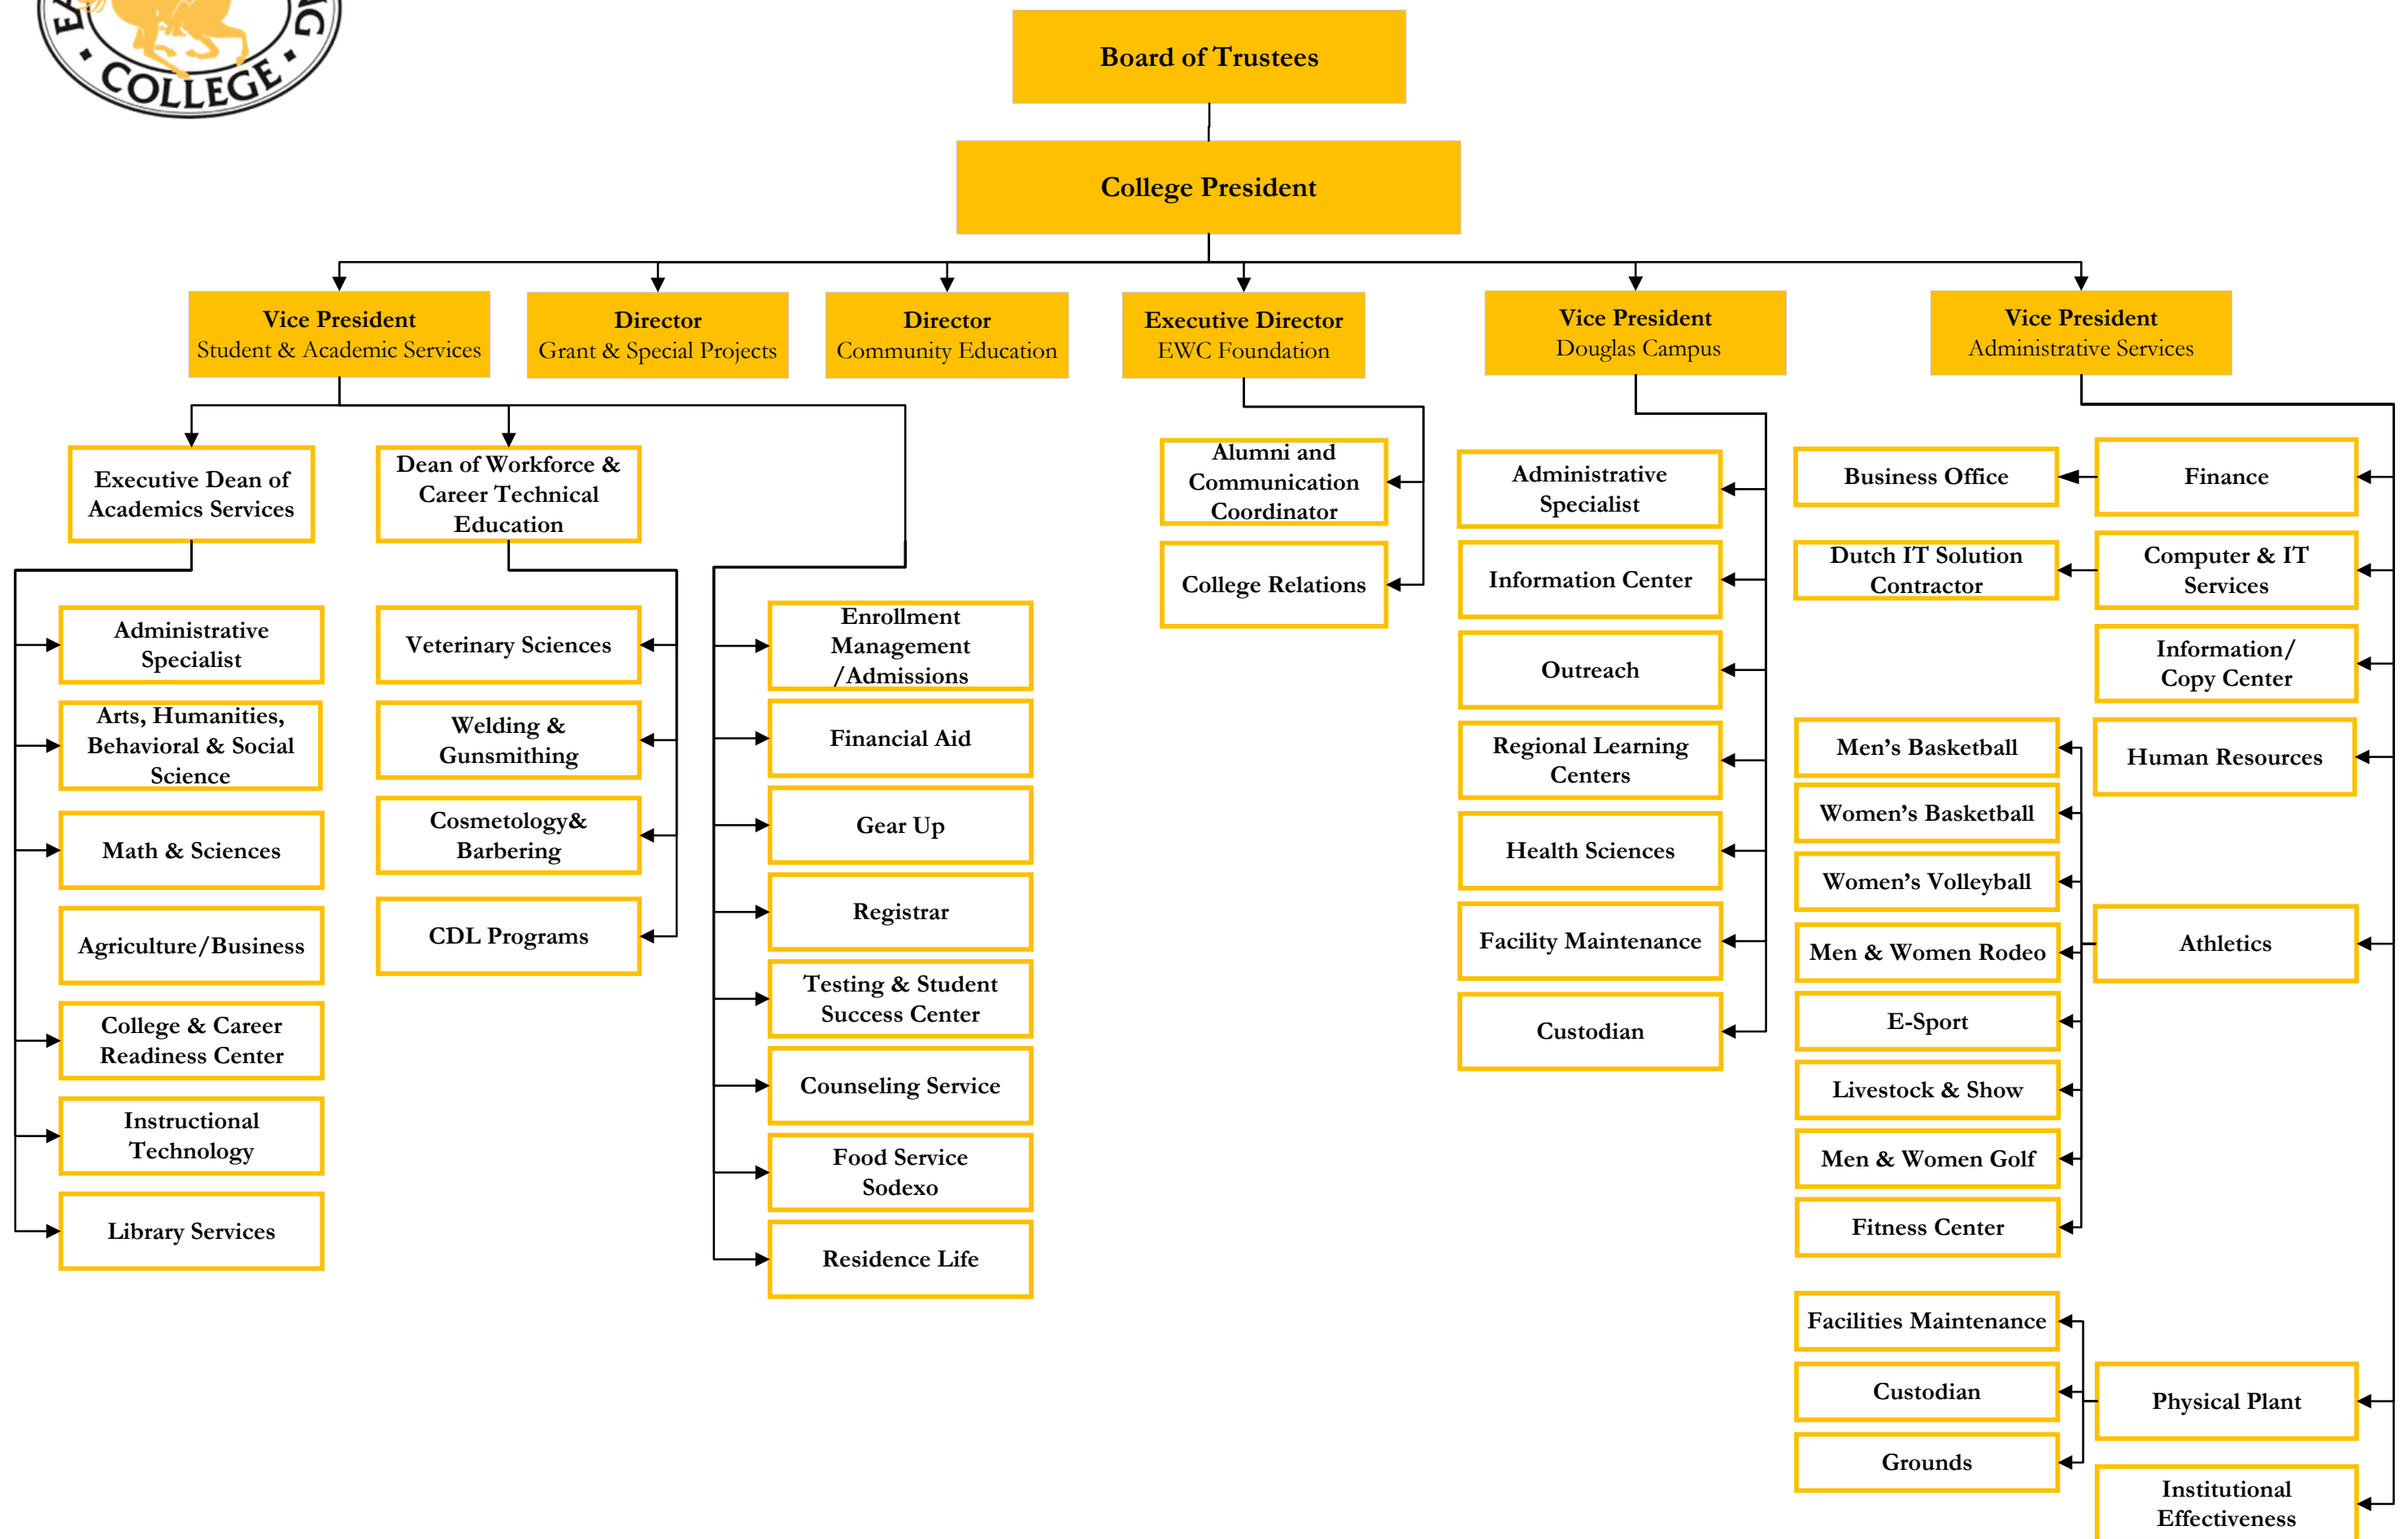 COLLEGE
Board of Trustees
College President
Vice President
Student & Academic Services
Director
Grant & Special Projects
Director
Community Education
Executive Director
EWC Foundation
Vice President
Douglas Campus
Vice President
Administrative Services
Executive Dean of
Academics Services
Administrative
Specialist
Arts, Humanities,
Behavioral & Social
Science
Math & Sciences
Agriculture/Business
College & Career
Readiness Center
Instructional
Technology
Library Services
Dean of Workforce &
Career Technical
Education
Veterinary Sciences
Welding &
Gunsmithing
Cosmetology&
Barbering
CDL Programs
Enrollment
Management
/Admissions
Financial Aid
Gear Up
Registrar
Testing & Student
Success Center
Counseling Service
Food Service
Sodexo
Residence Life
Alumni and
Communication
Coordinator
College Relations
Administrative
Specialist
Information Center
Outreach
Regional Learning
Centers
Health Sciences
Facility Maintenance
Custodian
Business Office
Finance
Dutch IT Solution
Contractor
Computer & IT
Services
Information/
Copy Center
Human Resources
Men's Basketball
Women's Basketball
Women's Volleyball
Men & Women Rodeo
E-Sport
Livestock & Show
Men & Women Golf
Fitness Center
Athletics
Facilities Maintenance
Custodian
Grounds
Physical Plant
Institutional
Effectiveness